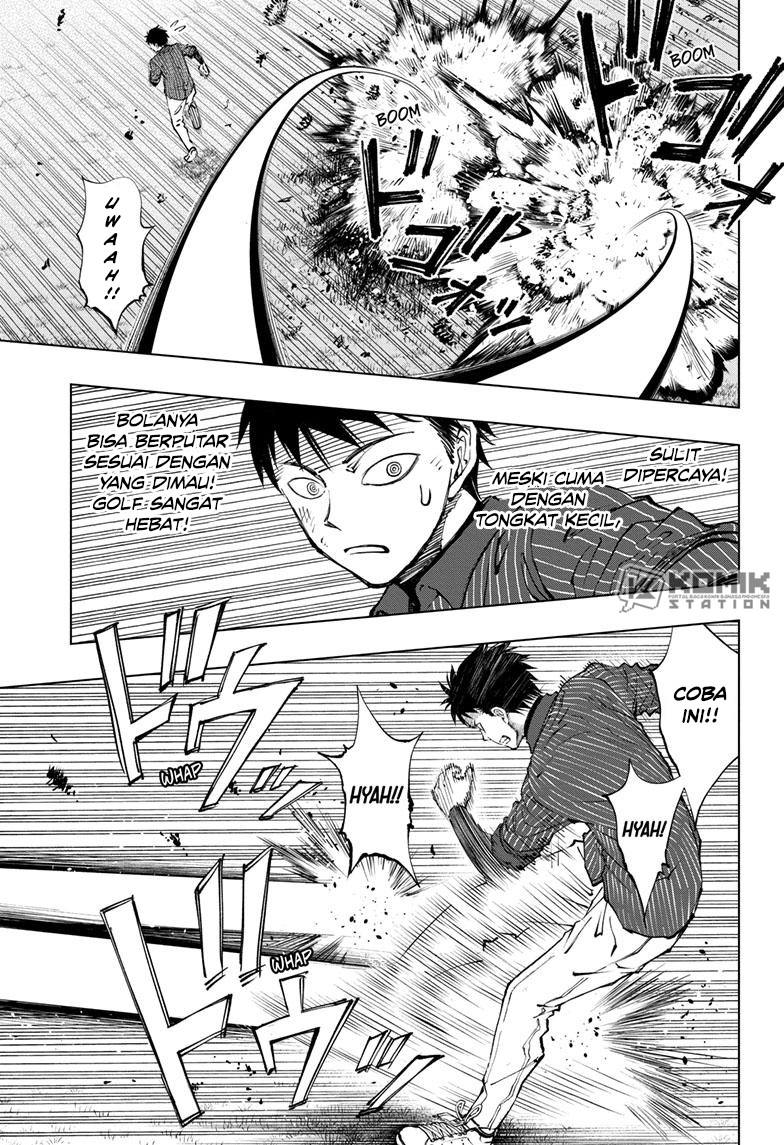 BOOM
ドゴォ
BOOM
ドゴォ
UWAAH!!
SULIT
DIPERCAYA!
MESKI CUMA
DENGAN
TONGKAT KECIL,
BOLANYA
BISA BERPUTAR
SESUAI DENGAN
YANG DIMAU!
GOLF SANGAT
HEBAT!
KOMIK
STATION
COBA
INI!!
HYAH!
HYAH!!
ドゥッ
WHAP
ドゥッ
WHAP